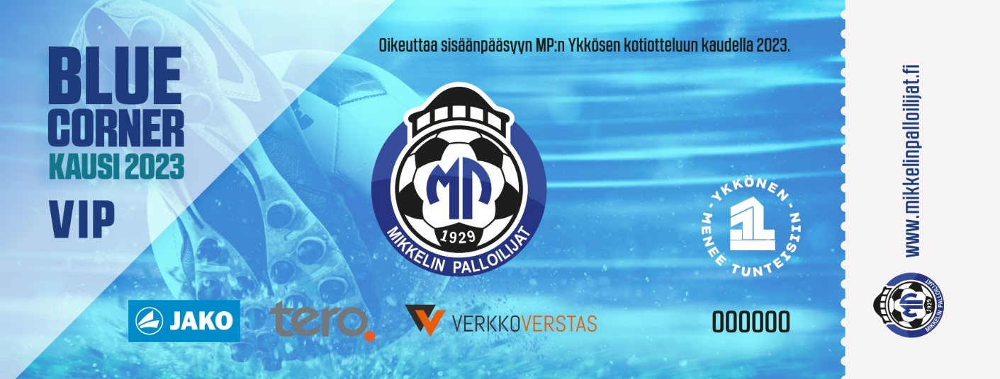 BLUE
CORNER
KAUSI 2023
VIP
Oikeuttaa sisäänpääsyyn MP:n Ykkösen kotiotteluun kaudella 2023.
MP
1929
MIKKELIN PALLOILIJAT
- YKKÖNEN -
MENEE TUNTEISIIN
1
JAKO
tero.
VERKKOVERSTAS
000000
www.mikkelinpalloilijat.fi
MP
1929
MIKKELIN PALLOILIJAT